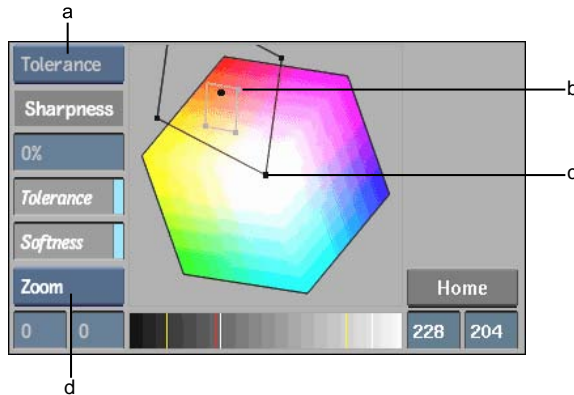 a
Tolerance
b
Sharpness
0%
c
Tolerance
Softness
Zoom
Home
0 0
228 204
d